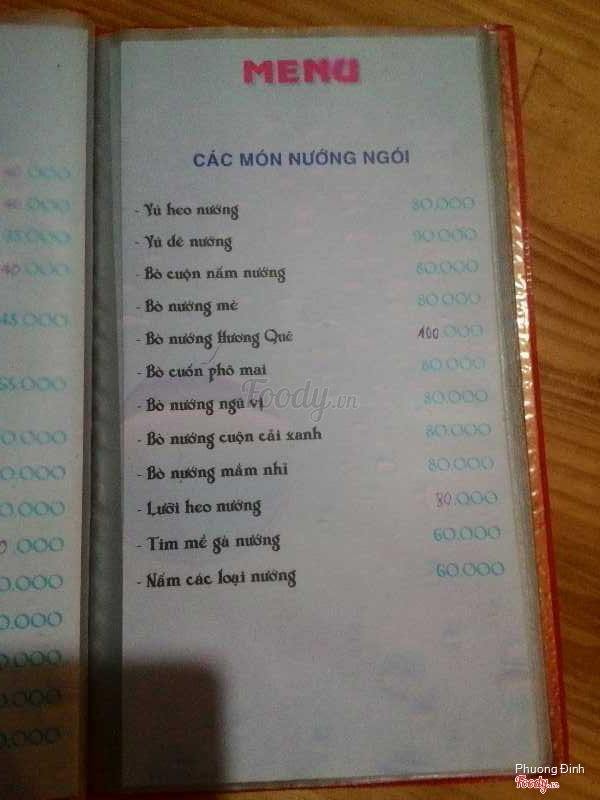 MENU
CÁC MÓN NƯỚNG NGÓI
- Vú heo nướng 80.000
- Vú dê nướng 90.000
- Bò cuộn nấm nướng 80.000
- Bò nướng mè 80.000
- Bò nướng Hương Quê 100.000
- Bò cuốn phô mai 80.000
- Bò nướng ngũ vị 80.000
- Bò nướng cuộn cải xanh 80.000
- Bò nướng mầm nhỉ 80.000
- Lưỡi heo nướng 80.000
- Tim mề gà nướng 60.000
- Nấm các loại nướng 60.000
Foody.vn
Phuong Đinh
Foody.vn